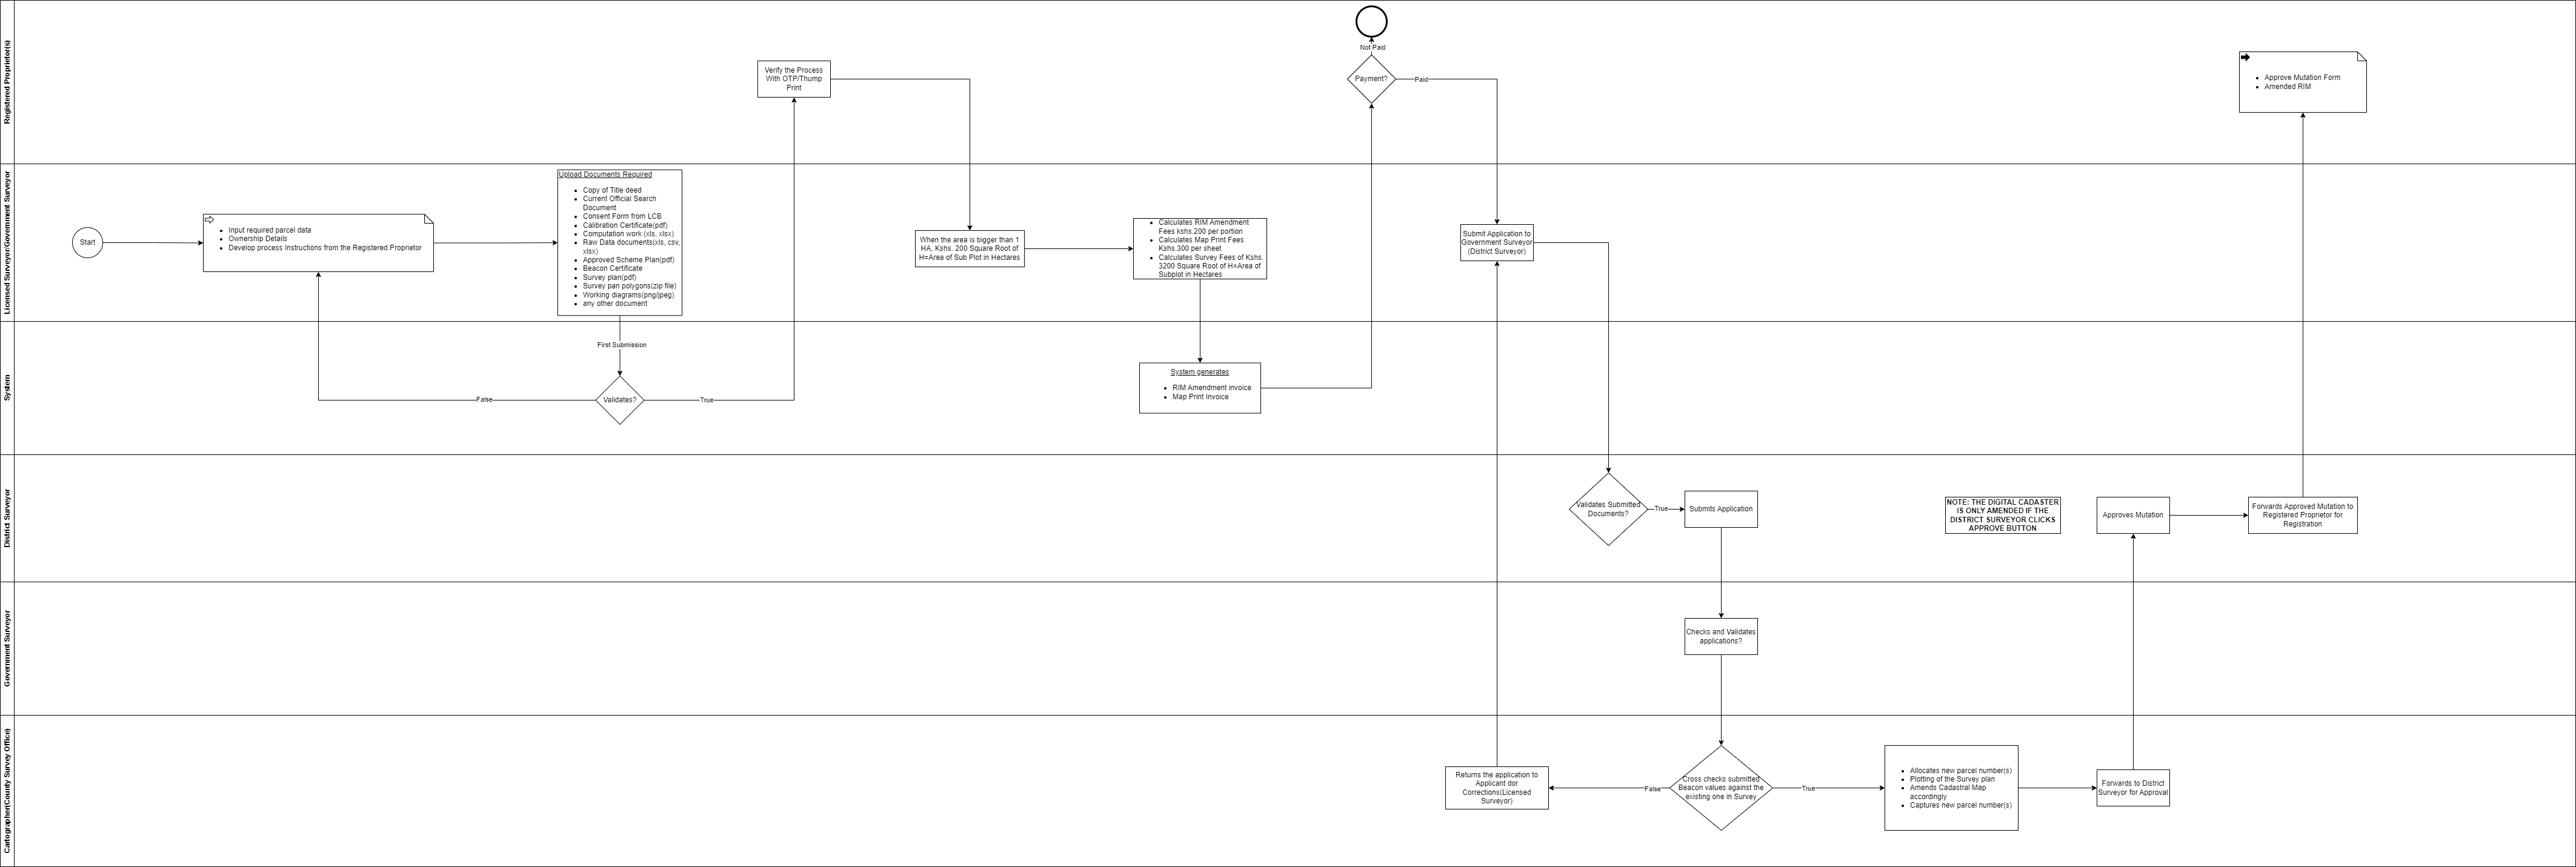 Registered Proprietor(s)
Verify the Process
With OTP/Thump
Print
Not Paid
Payment?
Paid
Approve Mutation Form
Amended RIM
Licensed Surveyor/Government Surveyor
Start
Input required parcel data
Ownership Details
Develop process Instructions from the Registered Proprietor
Upload Documents Required
Copy of Title deed
Current Official Search
Document
Consent Form from LCB
Calibration Certificate(pdf)
Computation work (xls, xlsx)
Raw Data documents(xls, csv,
xlsx)
Approved Scheme Plan(pdf)
Beacon Certificate
Survey plan(pdf)
Survey pan polygons(zip file)
Working diagrams(png/jpeg)
any other document
When the area is bigger than 1
HA, Kshs. 200 Square Root of
H=Area of Sub Plot in Hectares
Calculates RIM Amendment
Fees kshs.200 per portion
Calculates Map Print Fees
Kshs.300 per sheet
Calculates Survey Fees of Kshs.
3200 Square Root of H=Area of
Subplot in Hectares
Submit Application to
Government Surveyor
(District Surveyor)
System
First Submission
False
Validates?
True
System generates
RIM Amendment invoice
Map Print Invoice
District Surveyor
Validates Submitted
Documents?
True
Submits Application
NOTE: THE DIGITAL CADASTER
IS ONLY AMENDED IF THE
DISTRICT SURVEYOR CLICKS
APPROVE BUTTON
Approves Mutation
Forwards Approved Mutation to
Registered Proprietor for
Registration
Government Surveyor
Checks and Validates
applications?
Cartographer(County Survey Office)
Returns the application to
Applicant dor
Corrections(Licensed
Surveyor)
False
Cross checks submitted
Beacon values against the
existing one in Survey
True
Allocates new parcel number(s)
Plotting of the Survey plan
Amends Cadastral Map
accordingly
Captures new parcel number(s)
Forwards to District
Surveyor for Approval